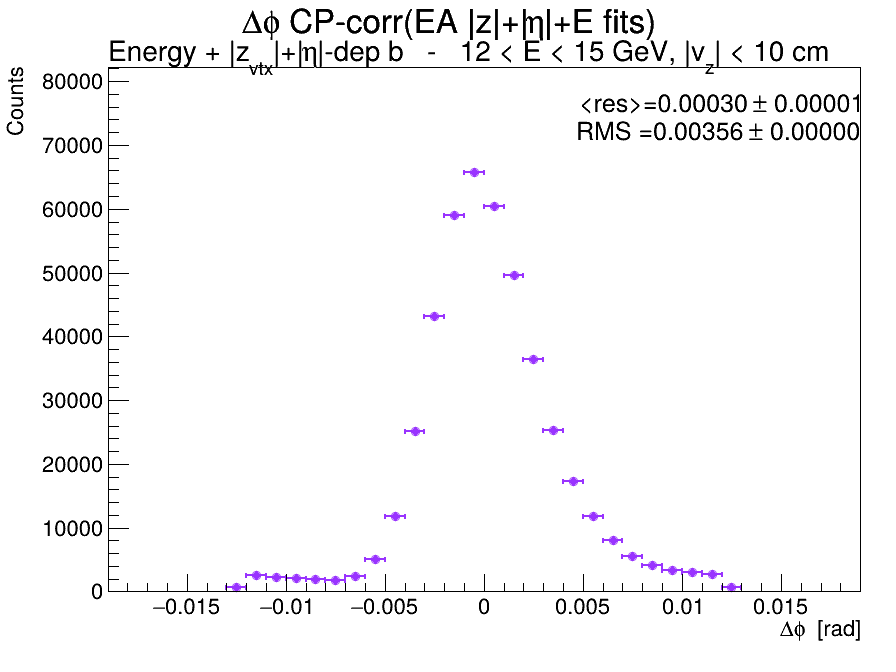 Δϕ CP-corr(EA |z|+|η|+E fits)
Energy + |z_vtx|+|η|-dep b - 12 < E < 15 GeV, |v_z| < 10 cm
<res>=0.00030 ± 0.00001
RMS =0.00356 ± 0.00000
Counts
80000
70000
60000
50000
40000
30000
20000
10000
0
−0.015 −0.01 −0.005 0 0.005 0.01 0.015
Δϕ [rad]